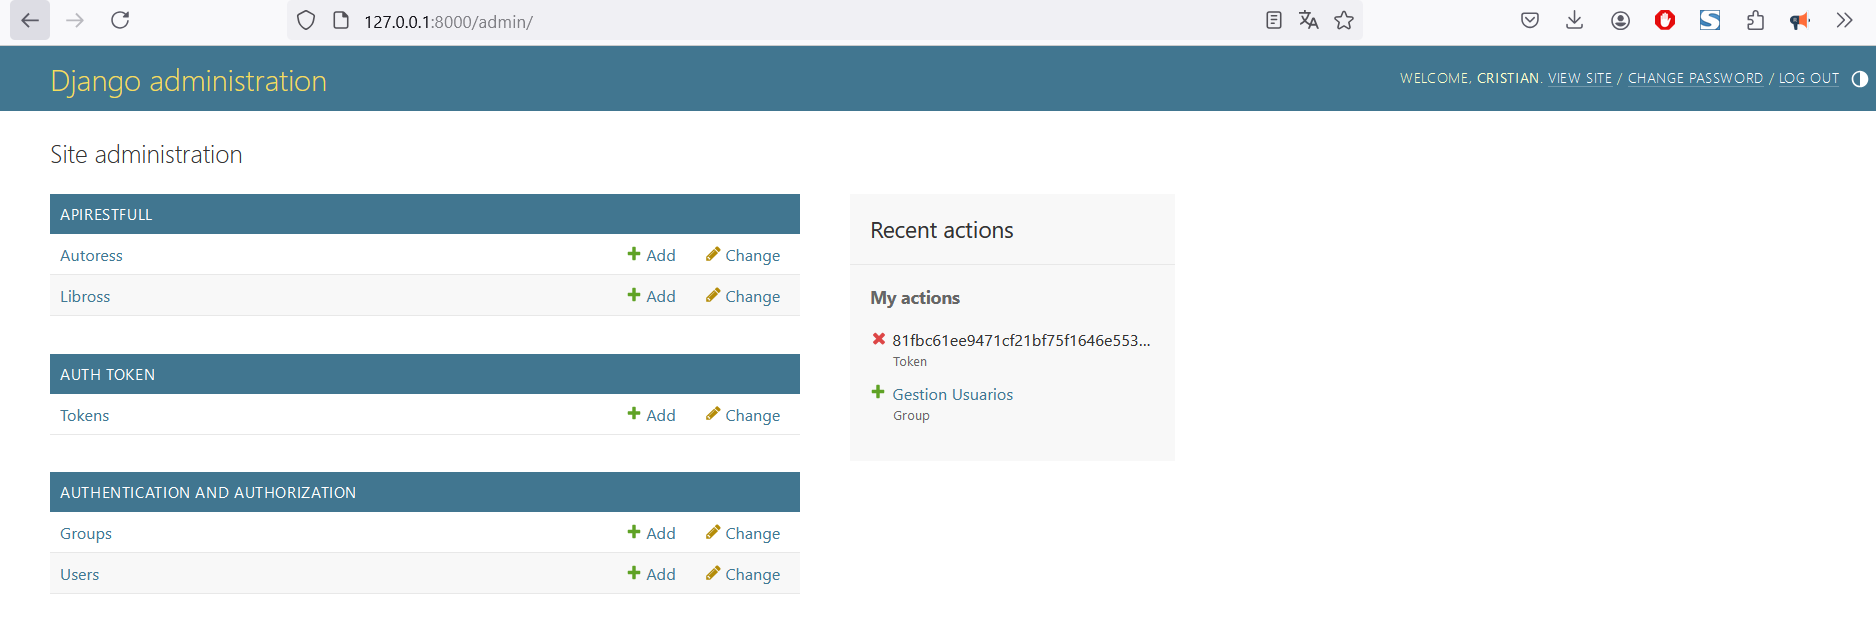 127.0.0.1:8000/admin/
Django administration
WELCOME, CRISTIAN. VIEW SITE / CHANGE PASSWORD / LOG OUT
Site administration
APIRESTFULL
Autoress Add Change
Libross Add Change
AUTH TOKEN
Tokens Add Change
AUTHENTICATION AND AUTHORIZATION
Groups Add Change
Users Add Change
Recent actions
My actions
81fbc61ee9471cf21bf75f1646e553...
Token
Gestion Usuarios
Group